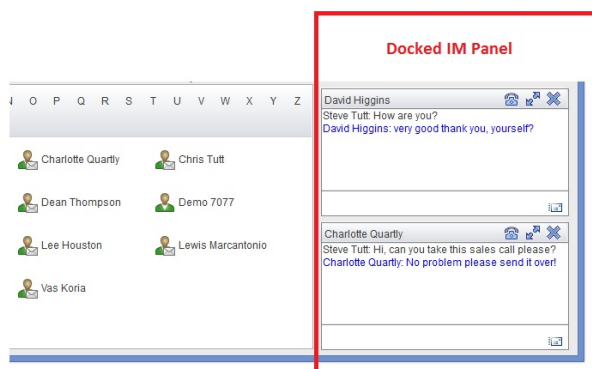 Docked IM Panel
O P Q R S T U V W X Y Z
Charlotte Quartly
Chris Tutt
Dean Thompson
Demo 7077
Lee Houston
Lewis Marcantonio
Vas Koria
David Higgins
Steve Tutt: How are you?
David Higgins: very good thank you, yourself?
Charlotte Quartly
Steve Tutt: Hi, can you take this sales call please?
Charlotte Quartly: No problem please send it over!